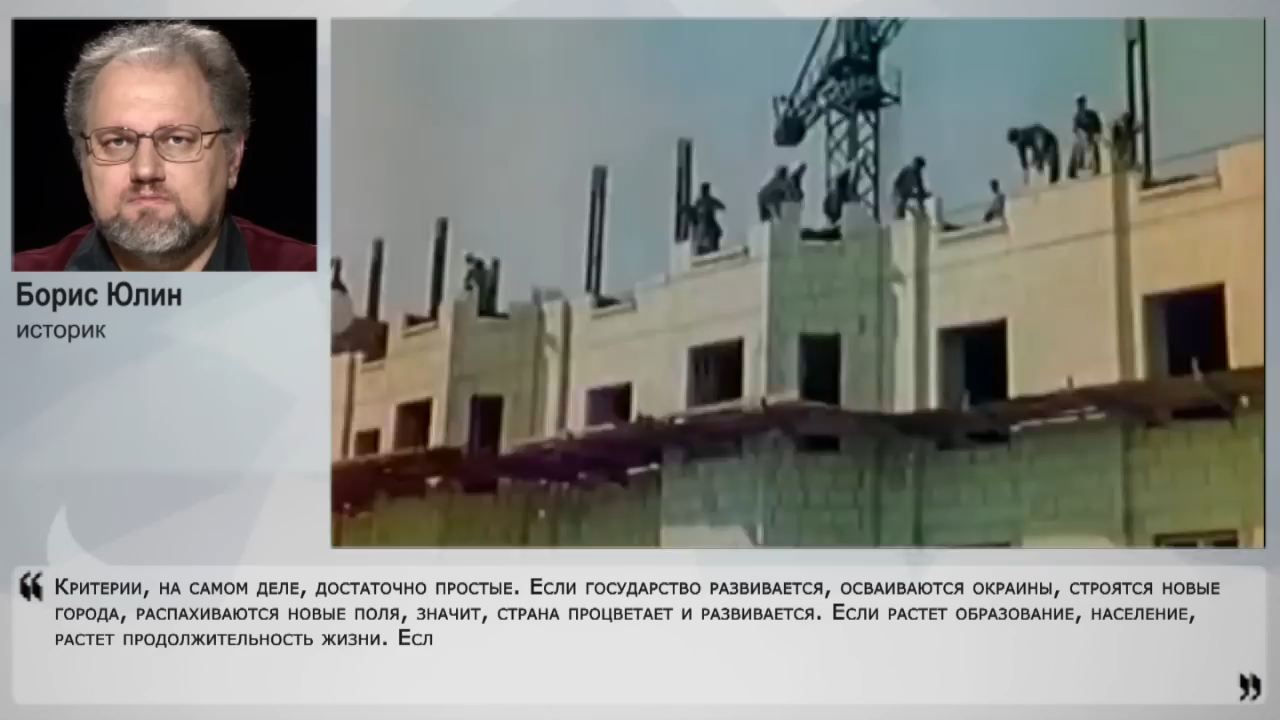 Борис Юлин
историк
“ Критерии, на самом деле, достаточно простые. Если государство развивается, осваиваются окраины, строятся новые
города, распахиваются новые поля, значит, страна процветает и развивается. Если растет образование, население,
растет продолжительность жизни. Есл
”